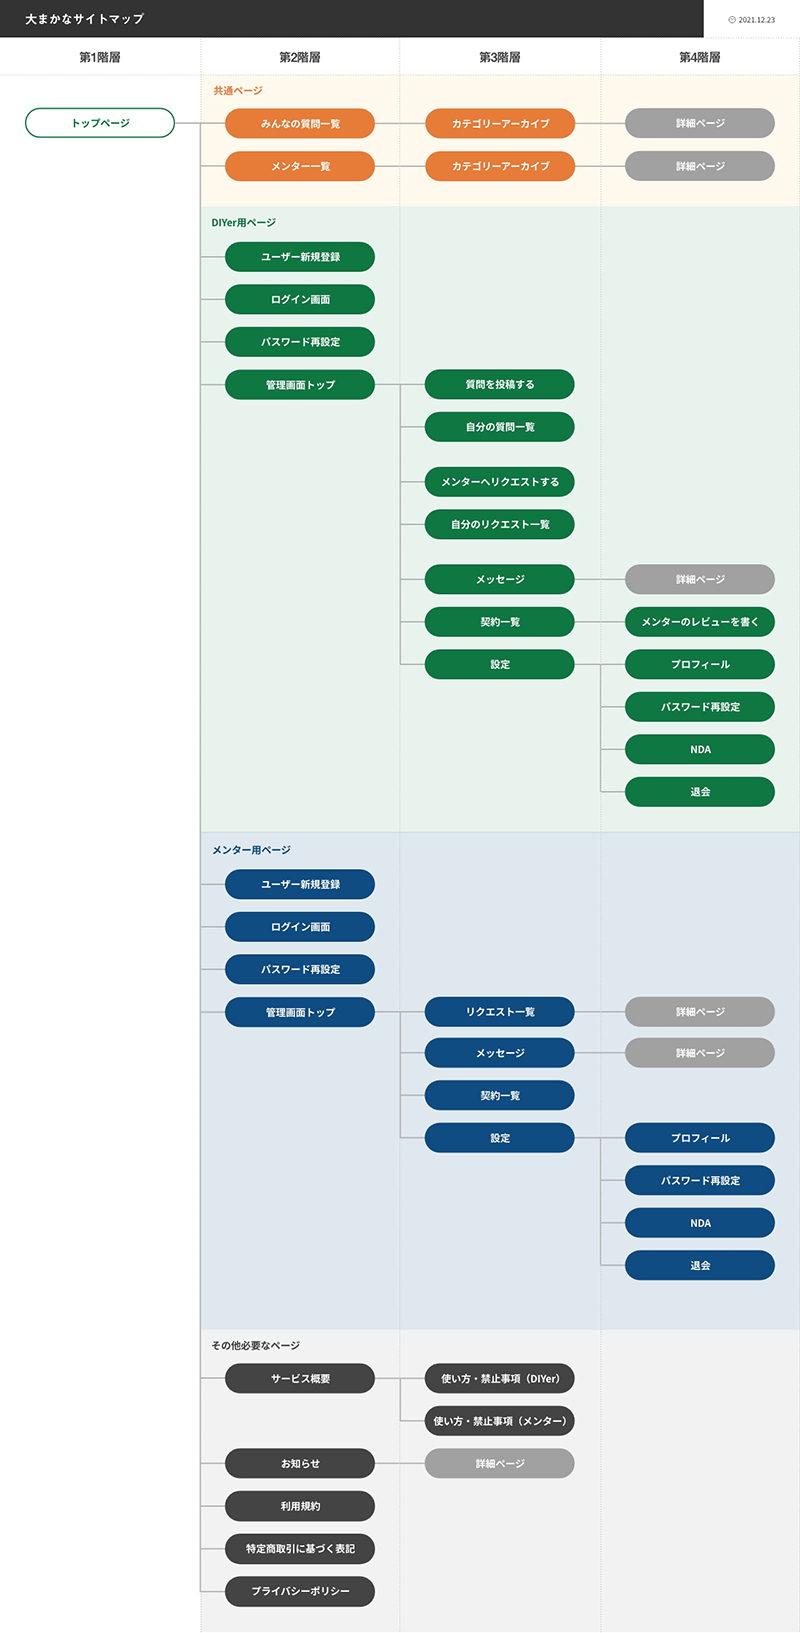 大まかなサイトマップ
2021.12.23
第1階層
第2階層
第3階層
第4階層
共通ページ
トップページ
みんなの質問一覧
カテゴリーアーカイブ
詳細ページ
メンター一覧
カテゴリーアーカイブ
詳細ページ
DIYer用ページ
ユーザー新規登録
ログイン画面
パスワード再設定
管理画面トップ
質問を投稿する
自分の質問一覧
メンターへリクエストする
自分のリクエスト一覧
メッセージ
詳細ページ
契約一覧
メンターのレビューを書く
設定
プロフィール
パスワード再設定
NDA
退会
メンター用ページ
ユーザー新規登録
ログイン画面
パスワード再設定
管理画面トップ
リクエスト一覧
詳細ページ
メッセージ
詳細ページ
契約一覧
設定
プロフィール
パスワード再設定
NDA
退会
その他必要なページ
サービス概要
使い方・禁止事項（DIYer）
使い方・禁止事項（メンター）
お知らせ
詳細ページ
利用規約
特定商取引に基づく表記
プライバシーポリシー